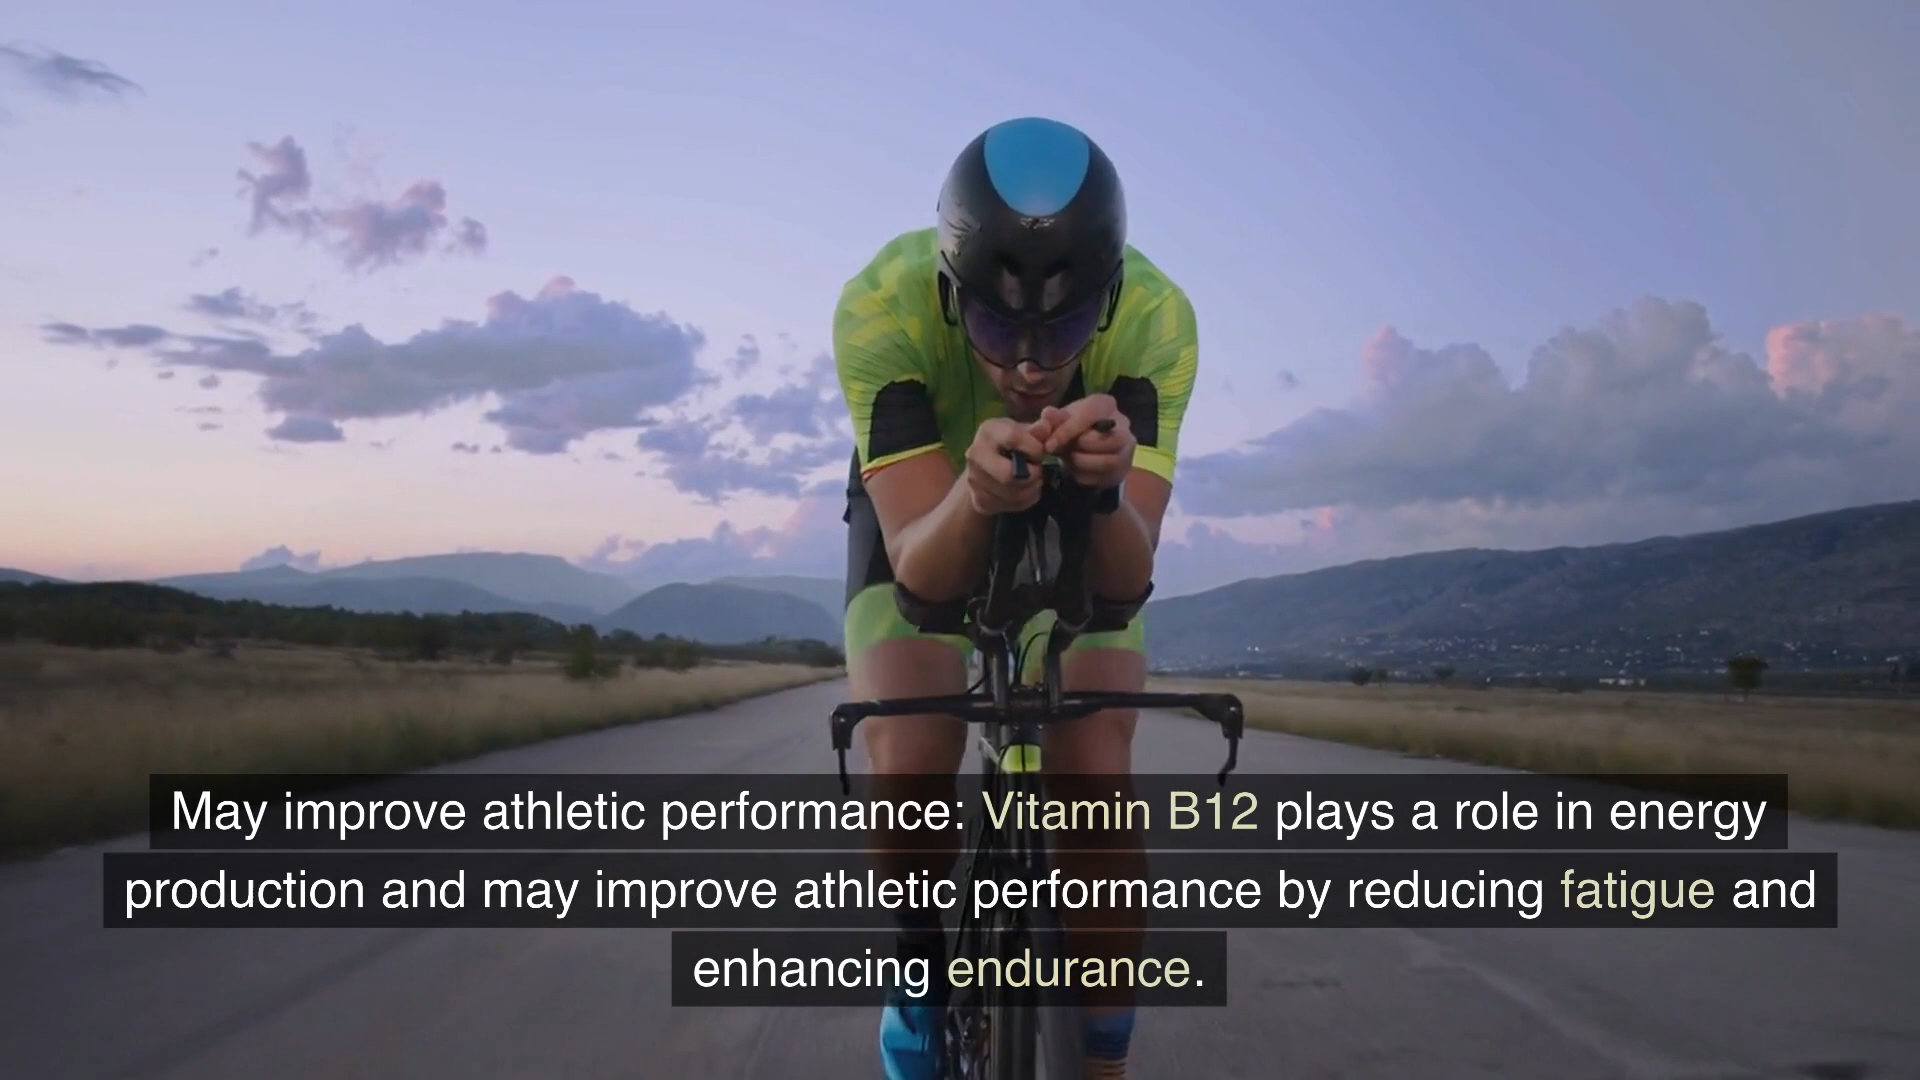 May improve athletic performance: Vitamin B12 plays a role in energy
production and may improve athletic performance by reducing fatigue and
enhancing endurance.